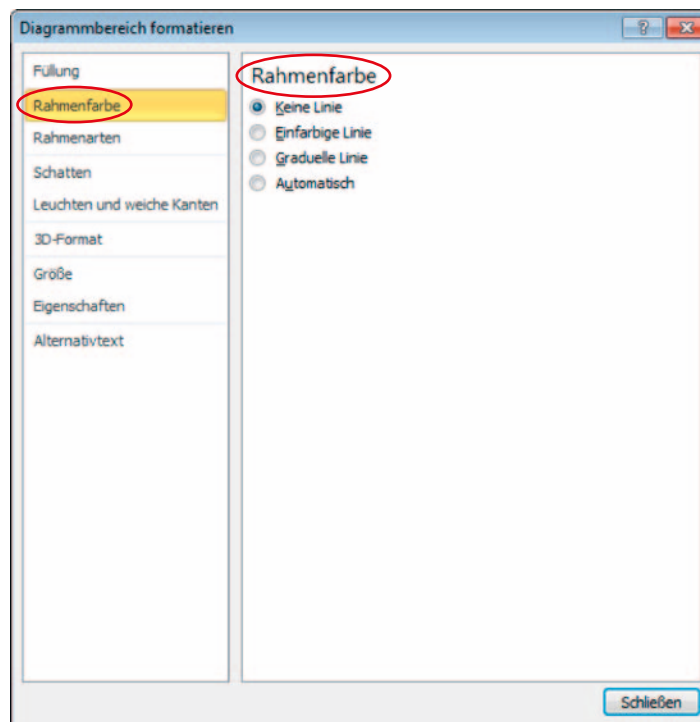 Diagrammbereich formatieren
Füllung
Rahmenfarbe
Rahmenarten
Schatten
Leuchten und weiche Kanten
3D-Format
Größe
Eigenschaften
Alternativtext
Rahmenfarbe
Keine Linie
Einfarbige Linie
Graduelle Linie
Automatisch
Schließen